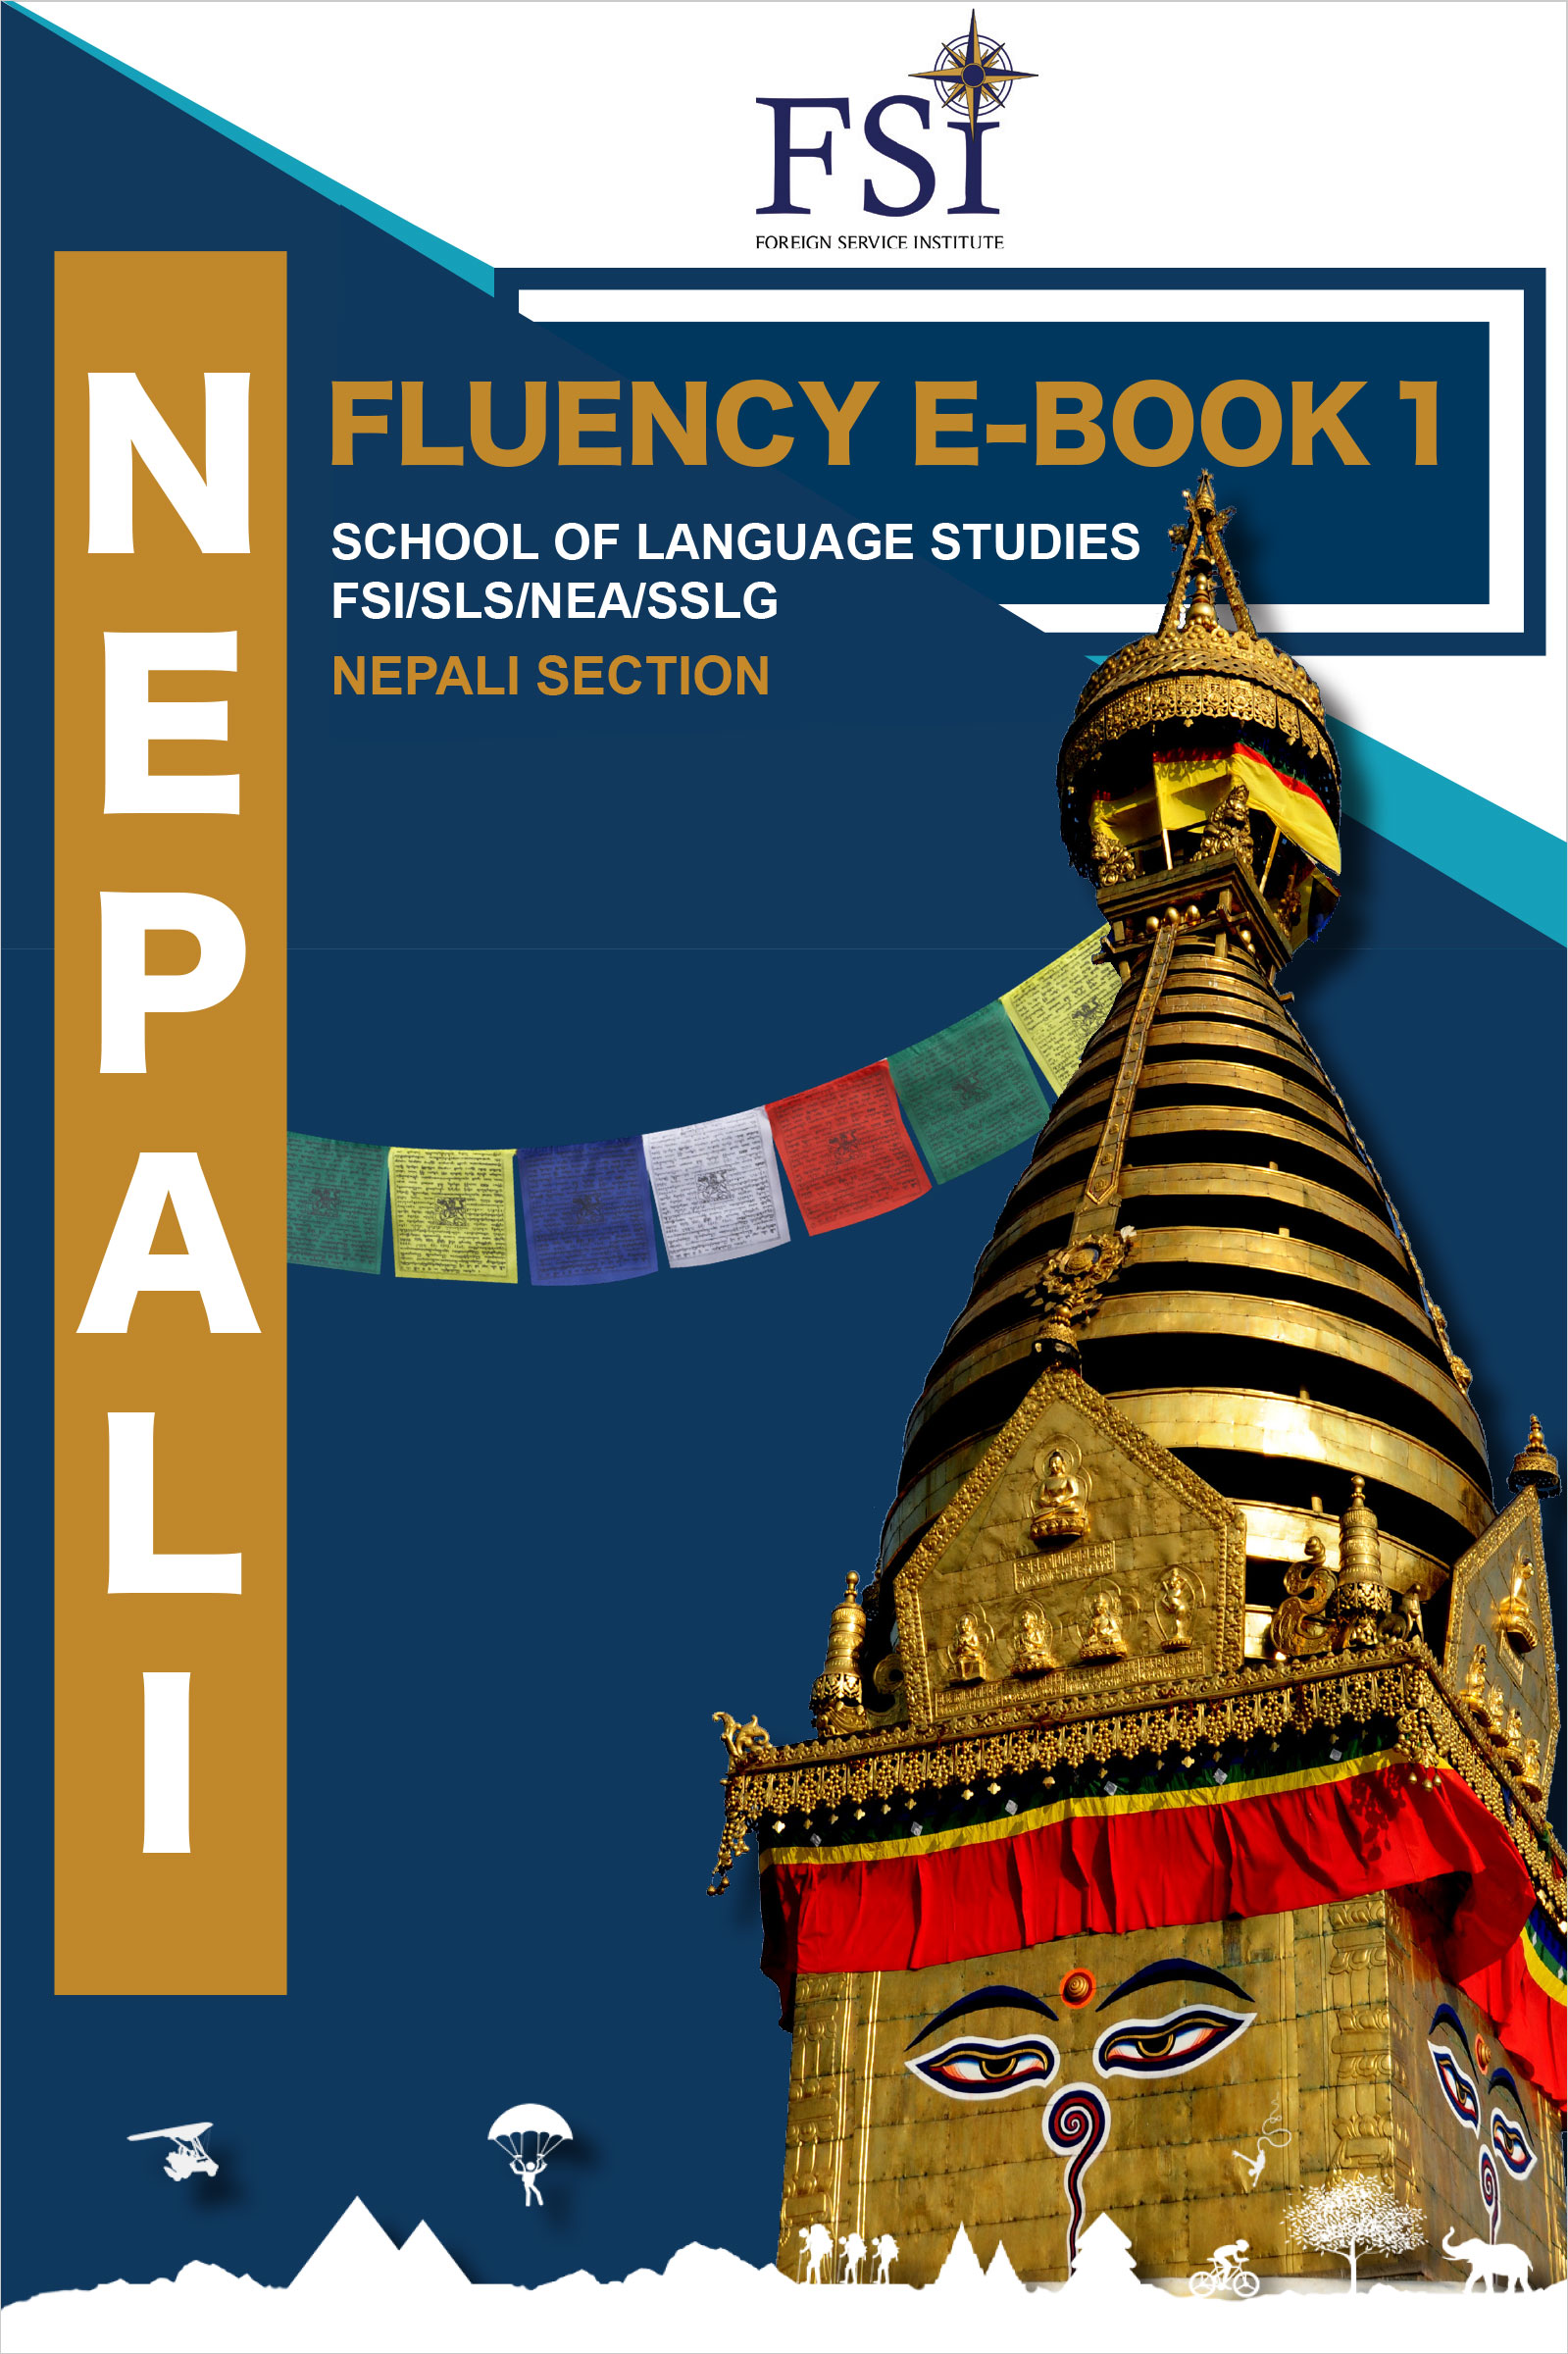 FSI
FOREIGN SERVICE INSTITUTE
NEPALI
FLUENCY E-BOOK 1
SCHOOL OF LANGUAGE STUDIES
FSI/SLS/NEA/SSLG
NEPALI SECTION